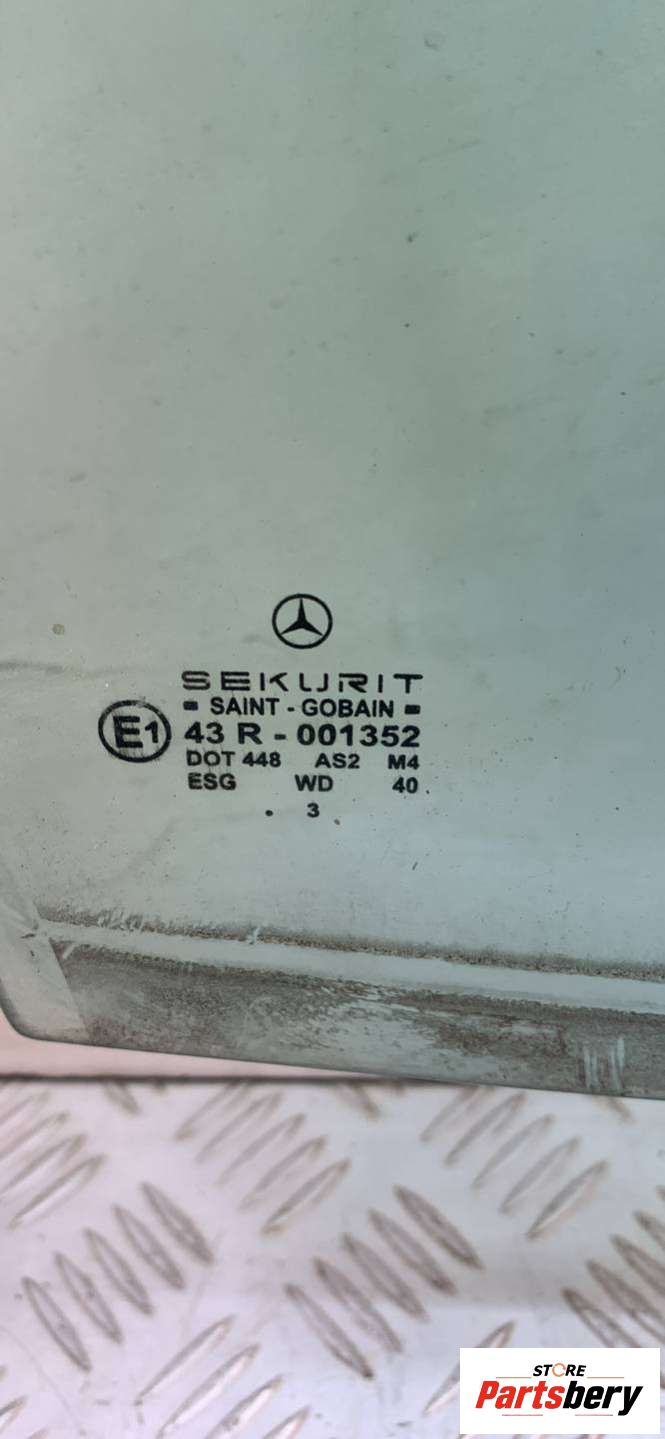 SEKURIT
SAINT - GOBAIN
E1
43 R - 001352
DOT 448 AS2 M4
ESG WD 40
. 3 .
STORE
Partsbery